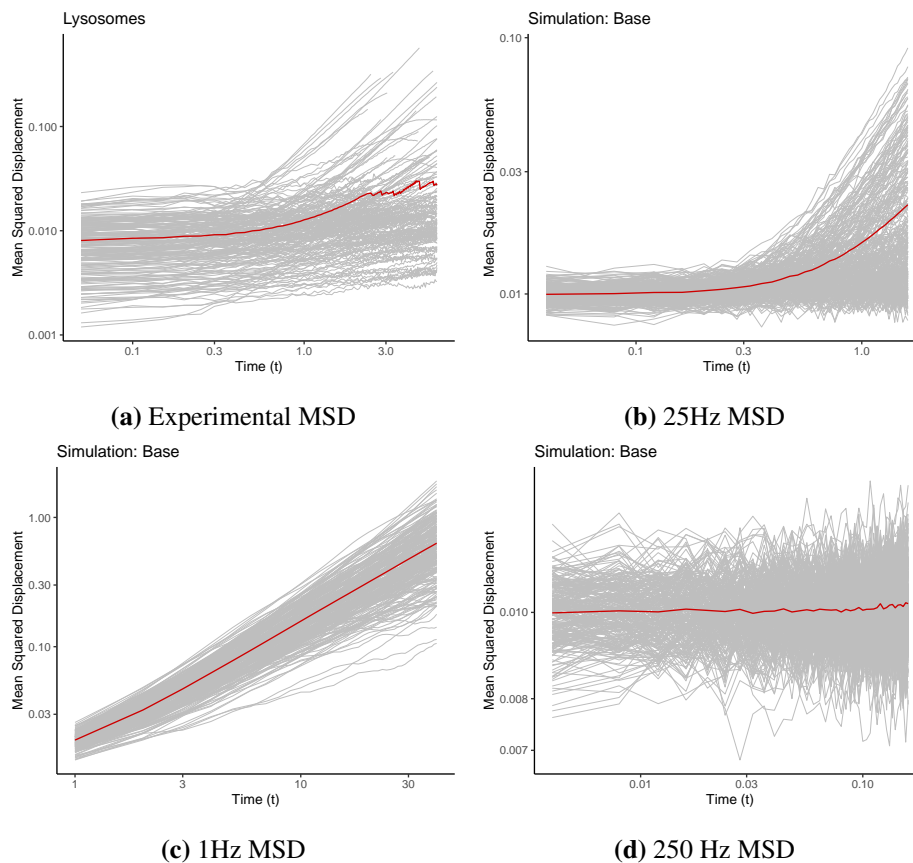 Lysosomes
Mean Squared Displacement
0.100
0.010
0.001
0.1 0.3 1.0 3.0
Time (t)
(a) Experimental MSD
Simulation: Base
Mean Squared Displacement
0.10
0.03
0.01
0.1 0.3 1.0
Time (t)
(b) 25Hz MSD
Simulation: Base
Mean Squared Displacement
1.00
0.30
0.10
0.03
1 3 10 30
Time (t)
(c) 1Hz MSD
Simulation: Base
Mean Squared Displacement
0.010
0.008
0.007
0.01 0.03 0.10
Time (t)
(d) 250 Hz MSD